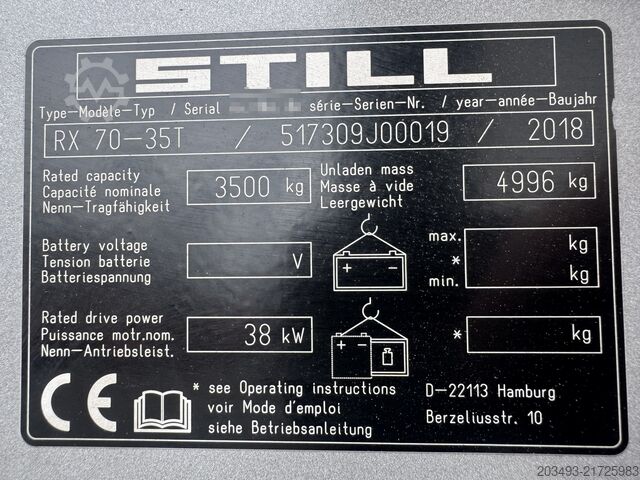 STILL
Type-Modèle-Typ / Serial série-Serien-Nr. / year-année-Baujahr
RX 70-35T / 517309J00019 / 2018
Rated capacity
Capacité nominale
Nenn-Tragfähigkeit
3500 kg
Unladen mass
Masse à vide
Leergewicht
4996 kg
Battery voltage
Tension batterie
Batteriespannung
V
- +
max.
*
min.
kg
kg
Rated drive power
Puissance motr.nom.
Nenn-Antriebsleist.
38 kW
- +
*
kg
CE
* see Operating instructions
voir Mode d'emploi
siehe Betriebsanleitung
D-22113 Hamburg
Berzeliusstr. 10
203493-21725983